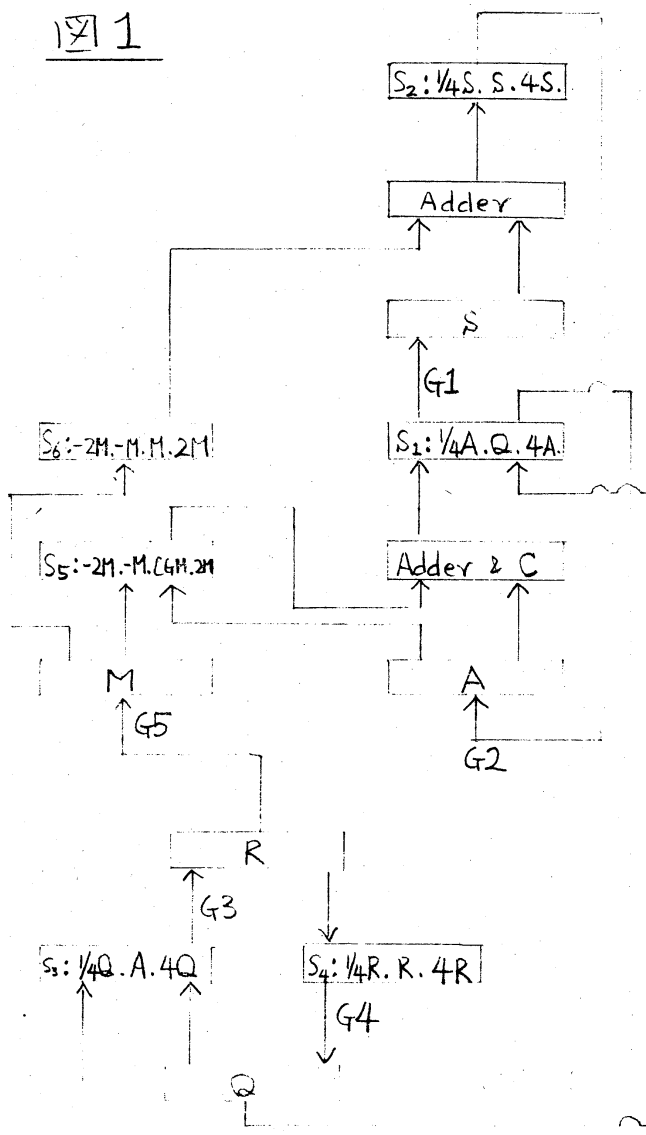 図1
S₂:¼S.S.4S.
Adder
S
G1
S₆:-2M.-M.M.2M
S₁:¼A.Q.4A.
S₅:-2M.-M.CGM.2M
Adder & C
M
A
G5
G2
R
G3
S₃:¼Q.A.4Q
S₄:¼R.R.4R
G4
Q